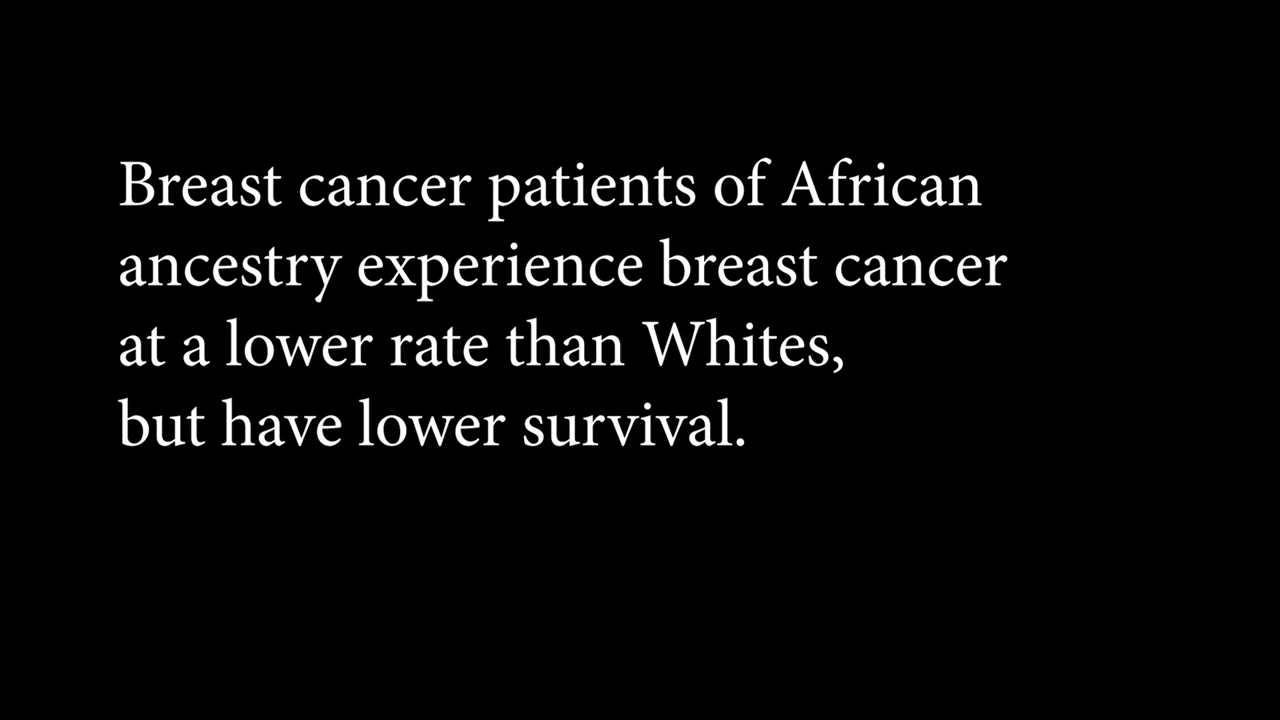 Breast cancer patients of African
ancestry experience breast cancer
at a lower rate than Whites,
but have lower survival.